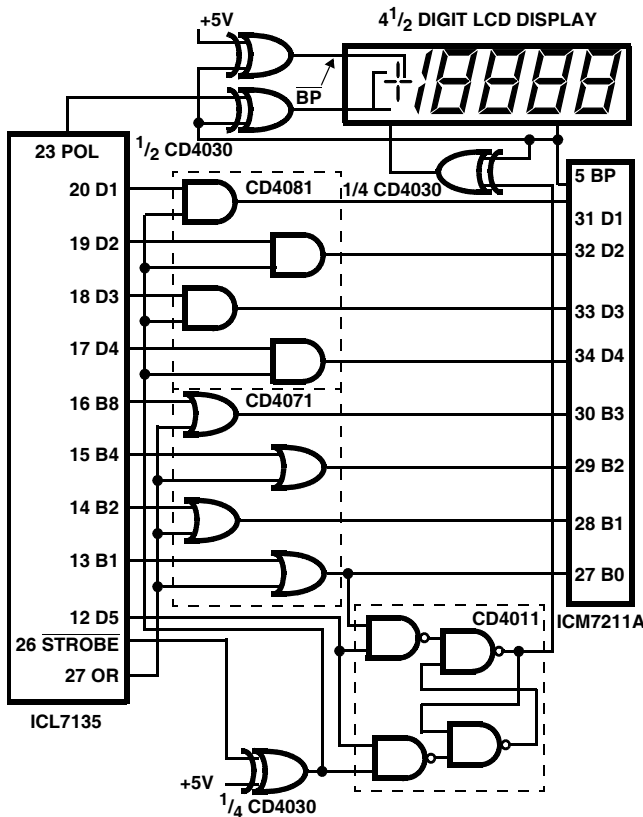 +5V
4 1/2 DIGIT LCD DISPLAY
BP
23 POL
1/2 CD4030
CD4081
1/4 CD4030
5 BP
20 D1
31 D1
19 D2
32 D2
18 D3
33 D3
17 D4
34 D4
CD4071
16 B8
30 B3
15 B4
29 B2
14 B2
28 B1
13 B1
27 B0
12 D5
CD4011
ICM7211A
26 STROBE
27 OR
ICL7135
+5V
1/4 CD4030